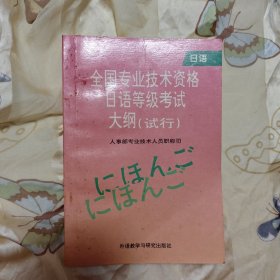 日语
全国专业技术资格
日语等级考试
大纲(试行)
人事部专业技术人员职称司
にほんご
にほんご
外语教学与研究出版社